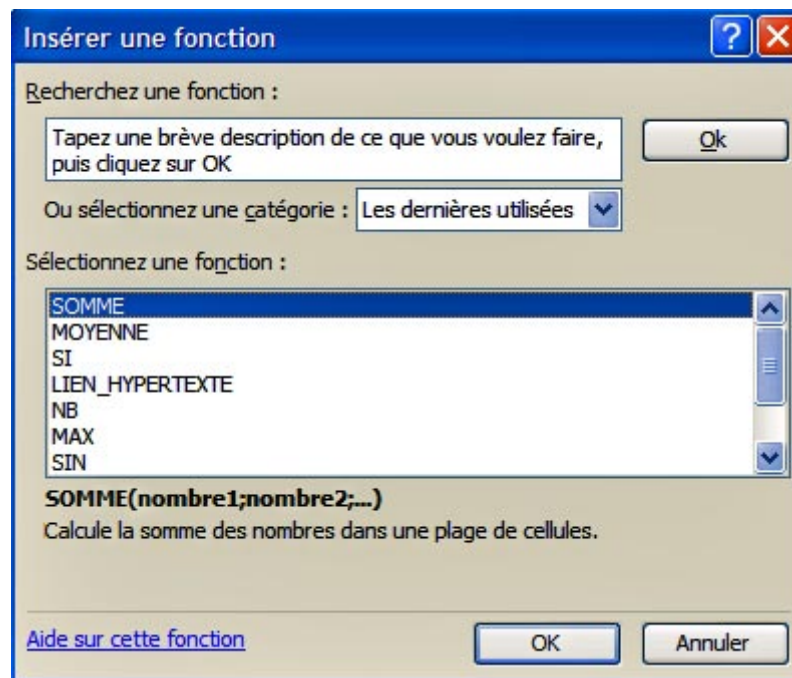 Insérer une fonction
Recherchez une fonction :
Tapez une brève description de ce que vous voulez faire,
puis cliquez sur OK
Ok
Ou sélectionnez une catégorie : Les dernières utilisées
Sélectionnez une fonction :
SOMME
MOYENNE
SI
LIEN_HYPERTEXTE
NB
MAX
SIN
SOMME(nombre1;nombre2;...)
Calcule la somme des nombres dans une plage de cellules.
Aide sur cette fonction OK Annuler